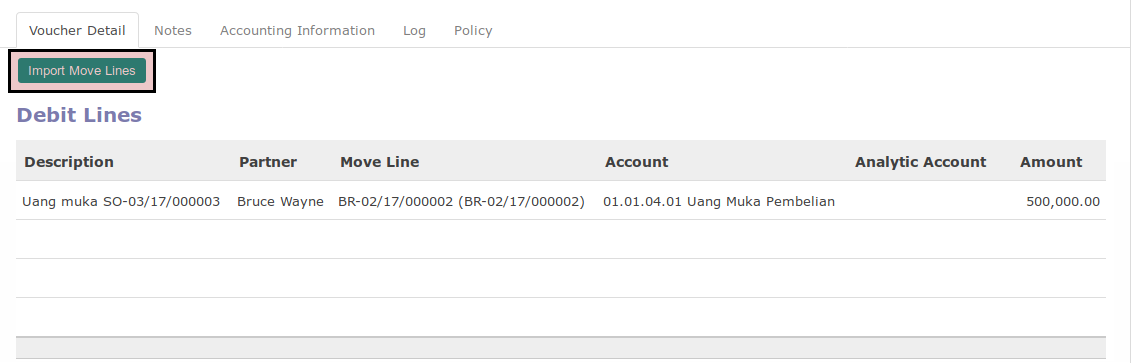 Voucher Detail Notes Accounting Information Log Policy
Import Move Lines
Debit Lines
Description Partner Move Line Account Analytic Account Amount
Uang muka SO-03/17/000003 Bruce Wayne BR-02/17/000002 (BR-02/17/000002) 01.01.04.01 Uang Muka Pembelian 500,000.00